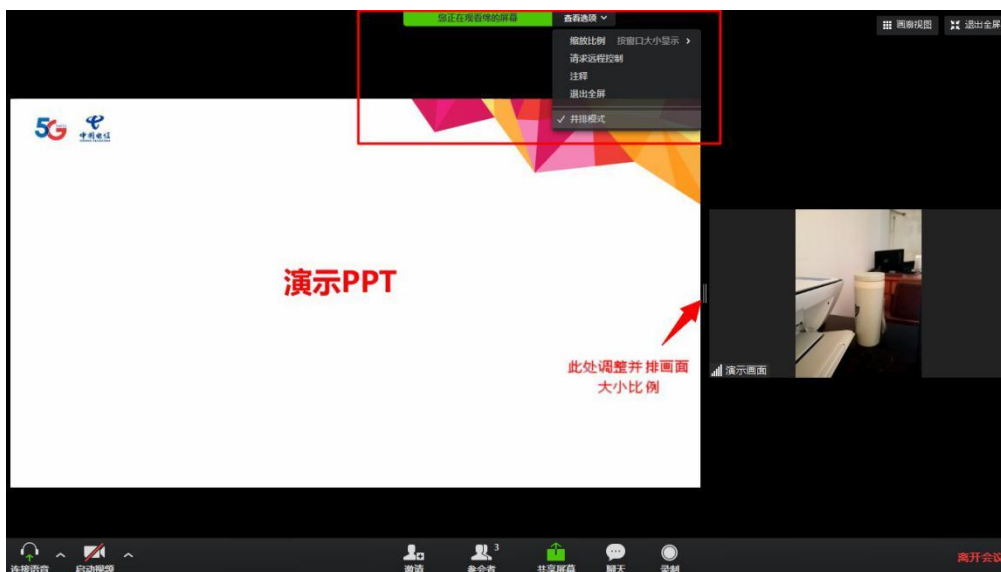 您正在观看缔的屏幕 查看选项
画廊视图 退出全屏
缩放比例 按窗口大小显示
请求远程控制
注释
退出全屏
✓ 并排模式
5G 中国电信
演示PPT
此处调整并排画面
大小比例
演示画面
3
连接语音 启动视频 邀请 参会者 共享屏幕 聊天 录制 离开会议